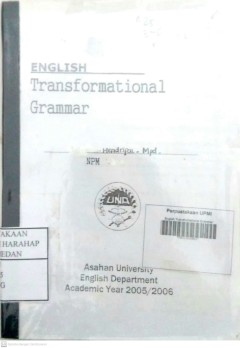 ENGLISH
Transformational
Grammar
Hendrijon. Mpd.
NPM
UNA
Perpustakaan UPMI
AKAAN
EHARAHAP
EDAN
G
Asahan University
English Department
Academic Year 2005/2006